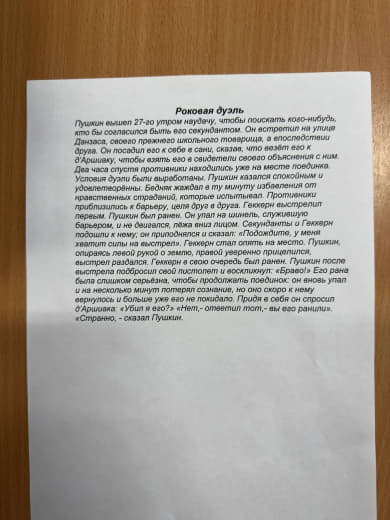 Роковая дуэль
Пушкин вышел 27-го утром наудачу, чтобы поискать кого-нибудь,
кто бы согласился быть его секундантом. Он встретил на улице
Данзаса, своего прежнего школьного товарища, а впоследствии
друга. Он посадил его к себе в сани, сказав, что везёт его к
д'Аршиаку, чтобы взять его в свидетели своего объяснения с ним.
Два часа спустя противники находились уже на месте поединка.
Условия дуэли были выработаны. Пушкин казался спокойным и
удовлетворённы. Бедняк жаждал в ту минуту избавления от
нравственных страданий, которые испытывал. Противники
приблизились к барьеру, целя друг в друга. Геккерн выстрелил
первым. Пушкин был ранен. Он упал на шинель, служившую
барьером, и не двигался, лёжа вниз лицом. Секунданты и Геккерн
подошли к нему; он приподнялся и сказал: «Подождите, у меня
хватит силы на выстрел». Геккерн стал опять на место. Пушкин,
опираясь левой рукой о землю, правой уверенно прицелился,
выстрел раздался. Геккерн в свою очередь был ранен. Пушкин после
выстрела подбросил свой пистолет и воскликнул: «Браво!» Его рана
была слишком серьёзна, чтобы продолжать поединок: он вновь упал
и на несколько минут потерял сознание, но оно скоро к нему
вернулось и больше уже его не покидало. Придя в себя он спросил
д'Аршиака: «Убил я его?» «Нет,- ответил тот,- вы его ранили».
«Странно, - сказал Пушкин.